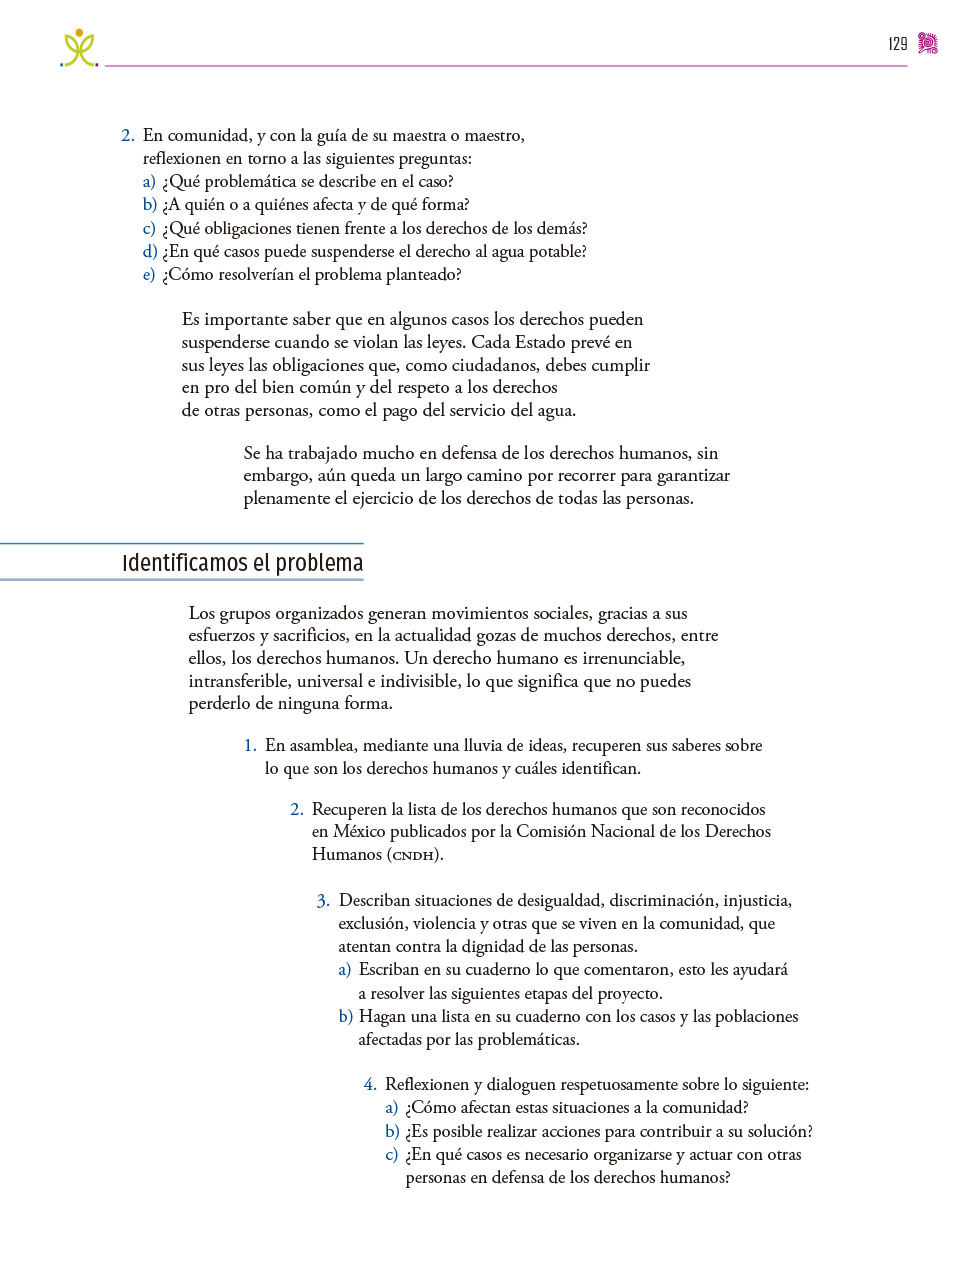 129
2. En comunidad, y con la guía de su maestra o maestro,
reflexionen en torno a las siguientes preguntas:
a) ¿Qué problemática se describe en el caso?
b) ¿A quién o a quiénes afecta y de qué forma?
c) ¿Qué obligaciones tienen frente a los derechos de los demás?
d) ¿En qué casos puede suspenderse el derecho al agua potable?
e) ¿Cómo resolverían el problema planteado?
Es importante saber que en algunos casos los derechos pueden
suspenderse cuando se violan las leyes. Cada Estado prevé en
sus leyes las obligaciones que, como ciudadanos, debes cumplir
en pro del bien común y del respeto a los derechos
de otras personas, como el pago del servicio del agua.
Se ha trabajado mucho en defensa de los derechos humanos, sin
embargo, aún queda un largo camino por recorrer para garantizar
plenamente el ejercicio de los derechos de todas las personas.
Identificamos el problema
Los grupos organizados generan movimientos sociales, gracias a sus
esfuerzos y sacrificios, en la actualidad gozas de muchos derechos, entre
ellos, los derechos humanos. Un derecho humano es irrenunciable,
intransferible, universal e indivisible, lo que significa que no puedes
perderlo de ninguna forma.
1. En asamblea, mediante una lluvia de ideas, recuperen sus saberes sobre
lo que son los derechos humanos y cuáles identifican.
2. Recuperen la lista de los derechos humanos que son reconocidos
en México publicados por la Comisión Nacional de los Derechos
Humanos (CNDH).
3. Describan situaciones de desigualdad, discriminación, injusticia,
exclusión, violencia y otras que se viven en la comunidad, que
atentan contra la dignidad de las personas.
a) Escriban en su cuaderno lo que comentaron, esto les ayudará
a resolver las siguientes etapas del proyecto.
b) Hagan una lista en su cuaderno con los casos y las poblaciones
afectadas por las problemáticas.
4. Reflexionen y dialoguen respetuosamente sobre lo siguiente:
a) ¿Cómo afectan estas situaciones a la comunidad?
b) ¿Es posible realizar acciones para contribuir a su solución?
c) ¿En qué casos es necesario organizarse y actuar con otras
personas en defensa de los derechos humanos?